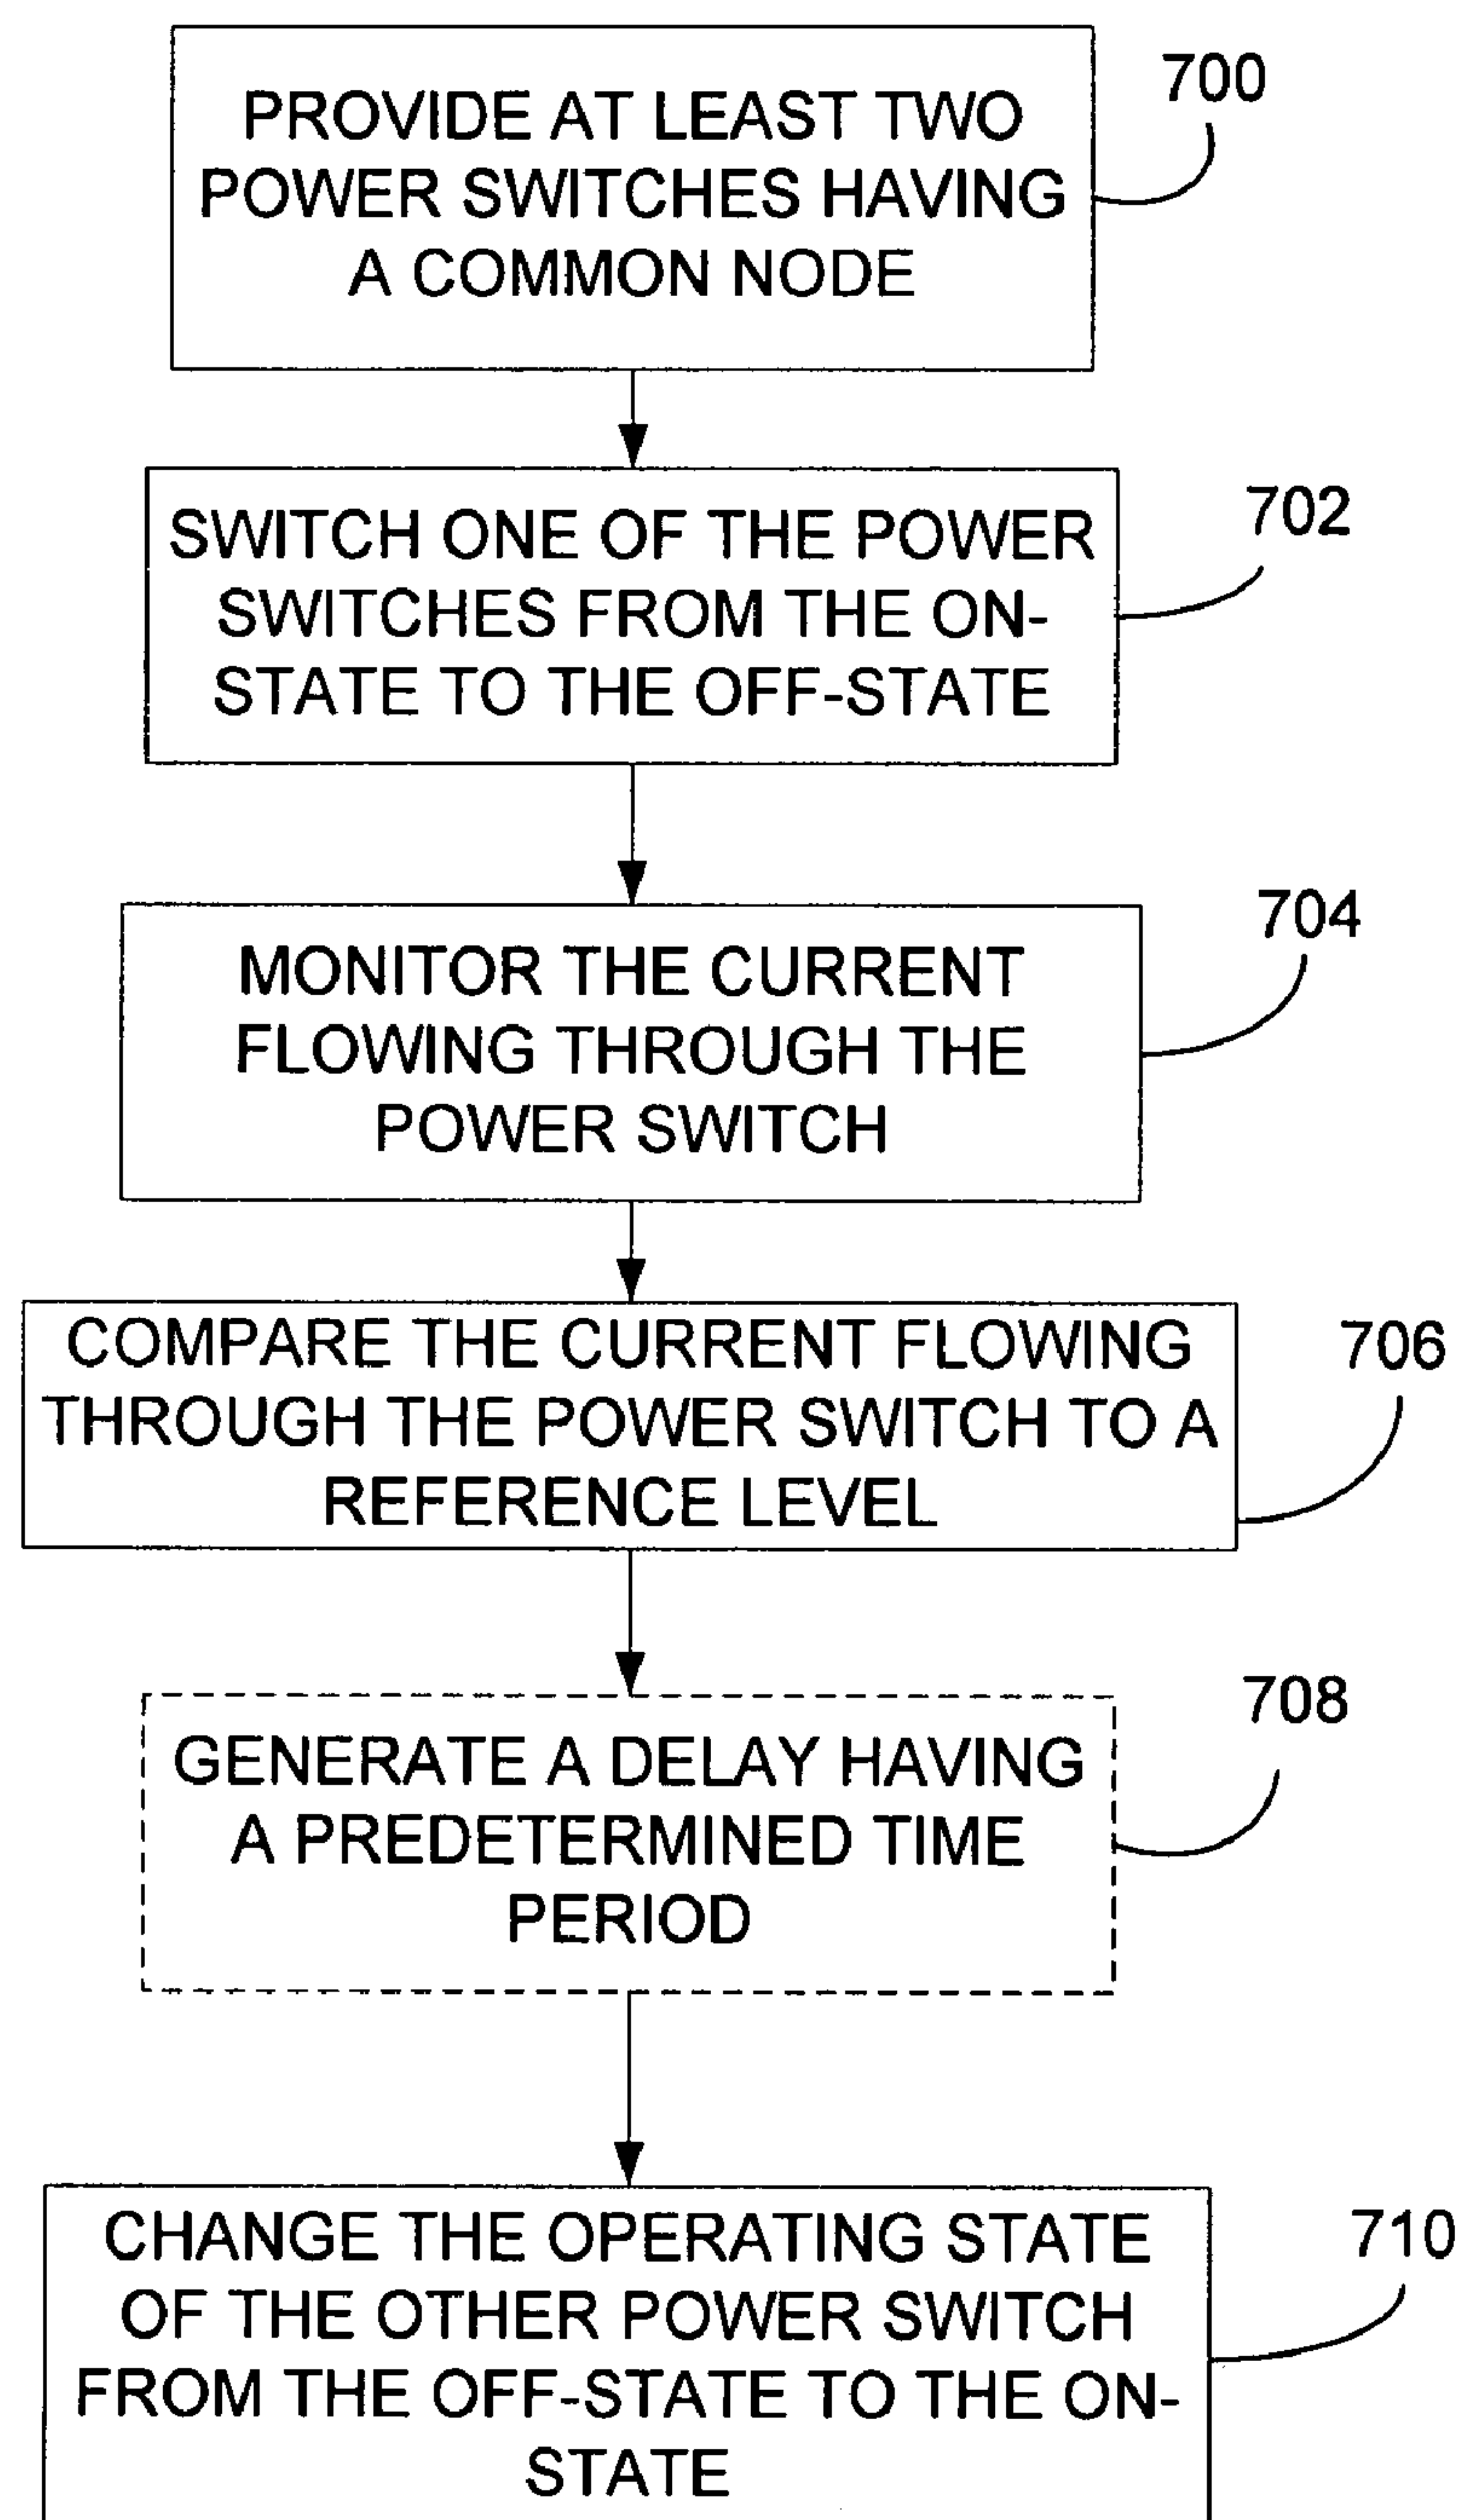 700
PROVIDE AT LEAST TWO
POWER SWITCHES HAVING
A COMMON NODE
702
SWITCH ONE OF THE POWER
SWITCHES FROM THE ON-
STATE TO THE OFF-STATE
704
MONITOR THE CURRENT
FLOWING THROUGH THE
POWER SWITCH
706
COMPARE THE CURRENT FLOWING
THROUGH THE POWER SWITCH TO A
REFERENCE LEVEL
708
GENERATE A DELAY HAVING
A PREDETERMINED TIME
PERIOD
710
CHANGE THE OPERATING STATE
OF THE OTHER POWER SWITCH
FROM THE OFF-STATE TO THE ON-
STATE